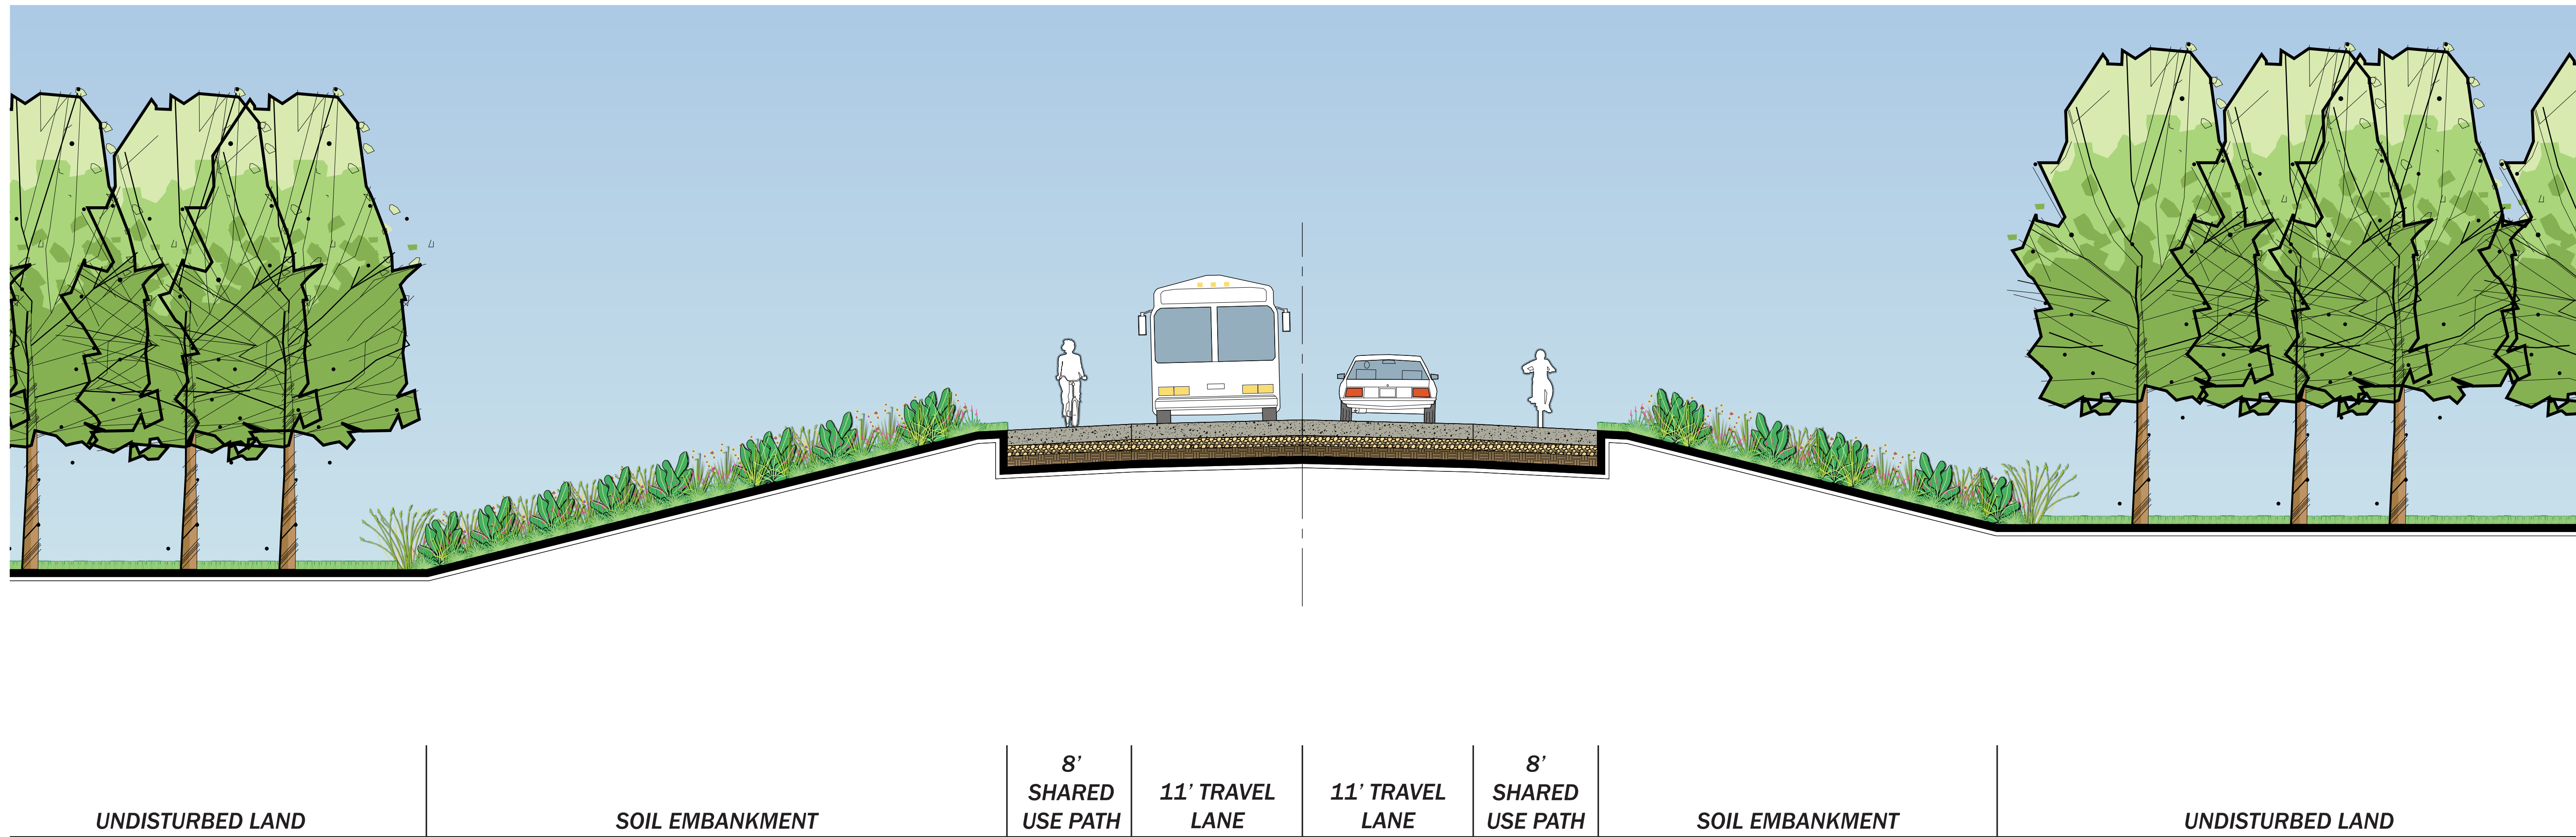 UNDISTURBED LAND
SOIL EMBANKMENT
8’
SHARED
USE PATH
11’ TRAVEL
LANE
11’ TRAVEL
LANE
8’
SHARED
USE PATH
SOIL EMBANKMENT
UNDISTURBED LAND